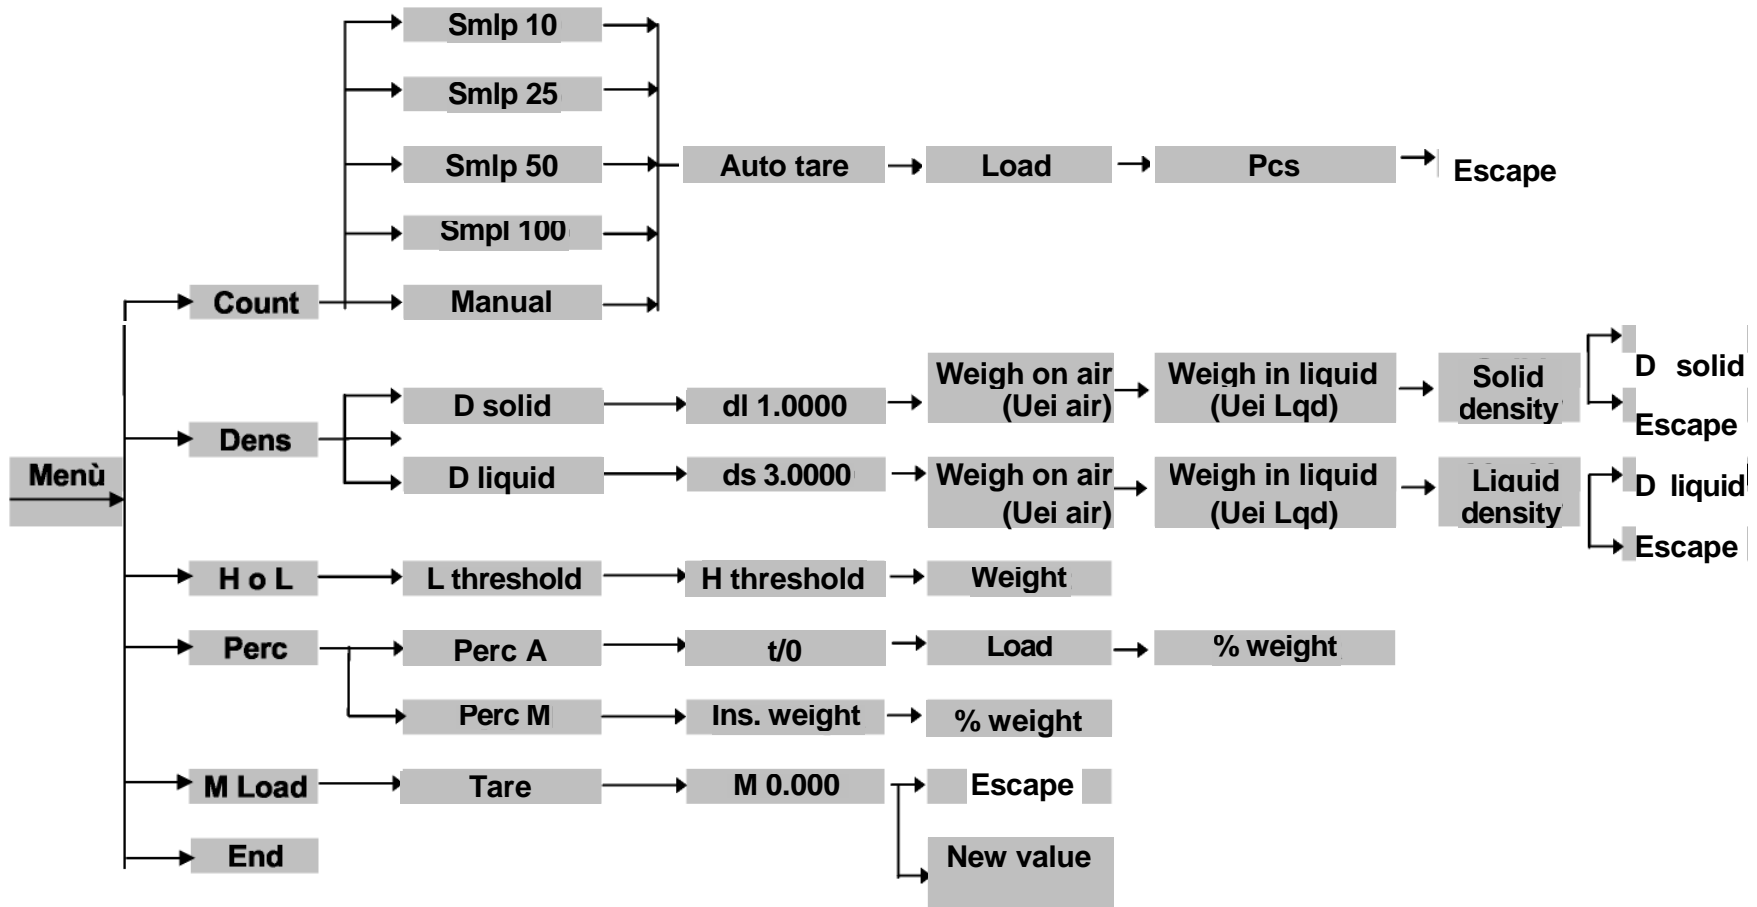 Smlp 10
Smlp 25
Smlp 50
Auto tare
Load
Pcs
Escape
Smpl 100
Count
Manual
Dens
D solid
dl 1.0000
Weigh on air
(Uei air)
Weigh in liquid
(Uei Lqd)
Solid
density
D solid
Escape
Menù
D liquid
ds 3.0000
Weigh on air
(Uei air)
Weigh in liquid
(Uei Lqd)
Liquid
density
D liquid
Escape
H o L
L threshold
H threshold
Weight
Perc
Perc A
t/0
Load
% weight
Perc M
Ins. weight
% weight
M Load
Tare
M 0.000
Escape
End
New value